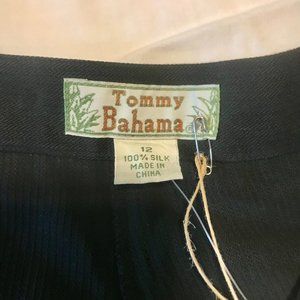 Tommy
Bahama
12
100% SILK
MADE IN
CHINA